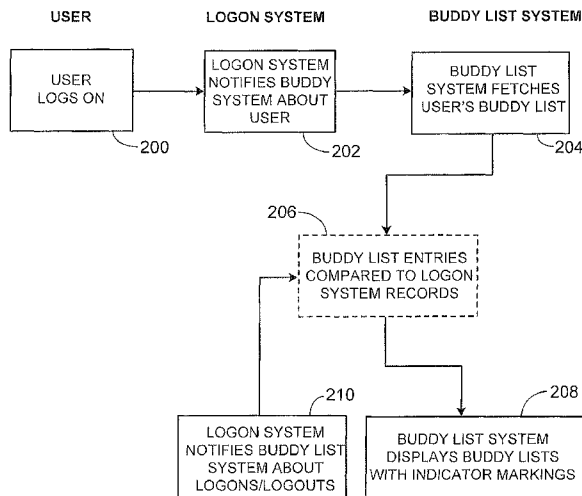 USER
LOGON SYSTEM
BUDDY LIST SYSTEM
USER
LOGS ON
200
LOGON SYSTEM
NOTIFIES BUDDY
SYSTEM ABOUT
USER
202
BUDDY LIST
SYSTEM FETCHES
USER'S BUDDY LIST
204
206
BUDDY LIST ENTRIES
COMPARED TO LOGON
SYSTEM RECORDS
210
LOGON SYSTEM
NOTIFIES BUDDY LIST
SYSTEM ABOUT
LOGONS/LOGOUTS
208
BUDDY LIST SYSTEM
DISPLAYS BUDDY LISTS
WITH INDICATOR MARKINGS